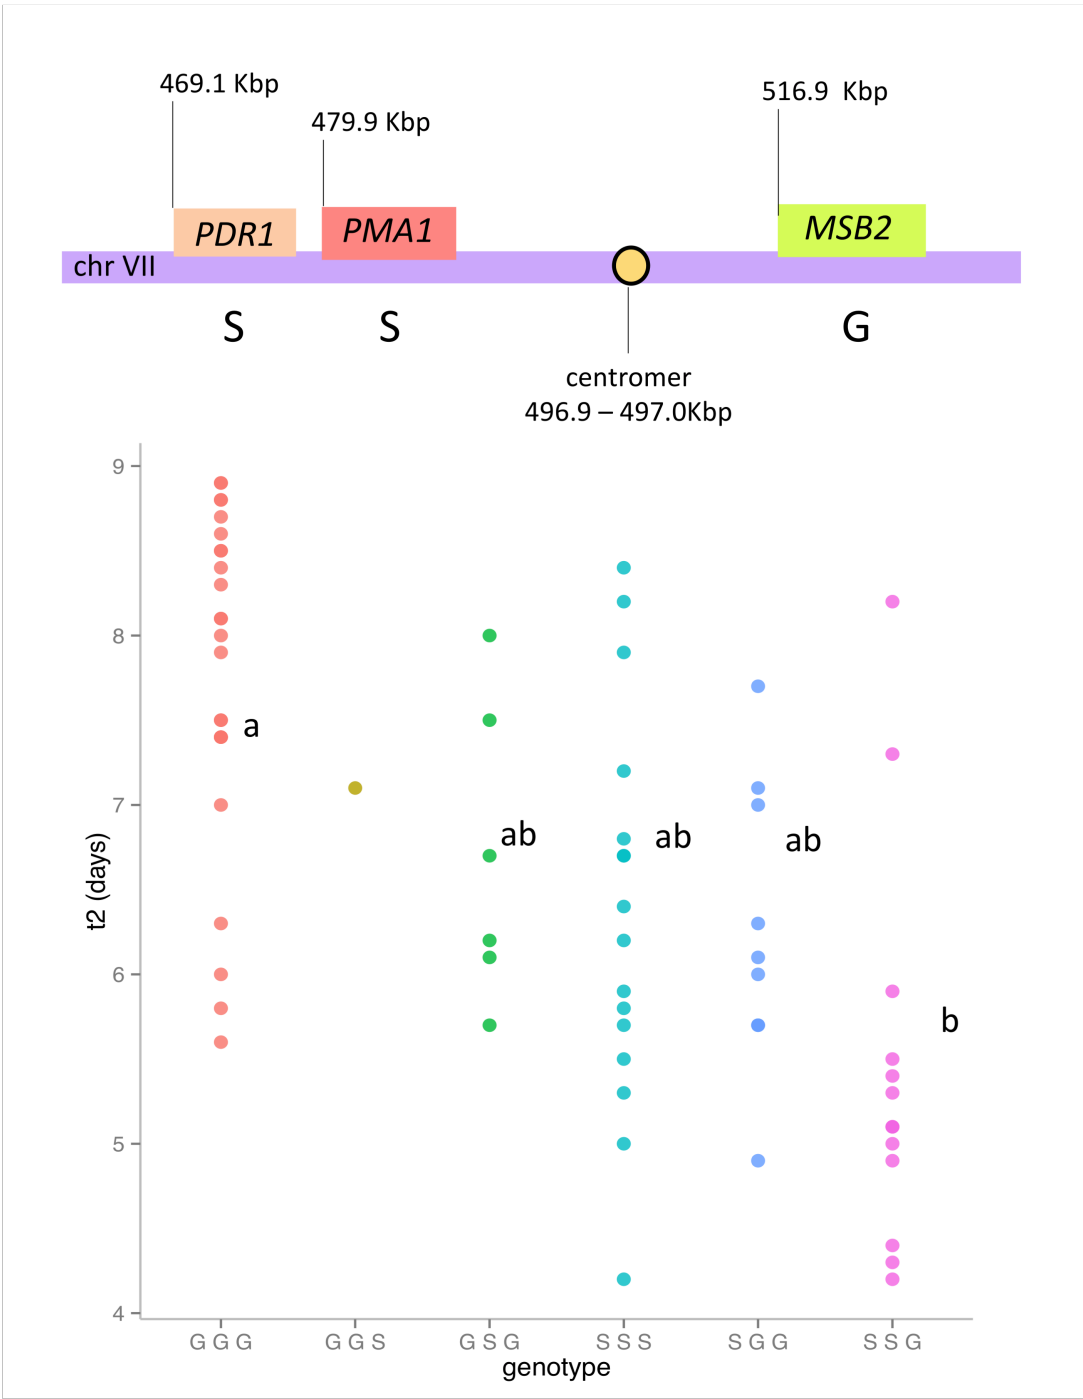 469.1 Kbp
516.9 Kbp
479.9 Kbp
PDR1
PMA1
MSB2
chr VII
S
S
G
centromer
496.9 – 497.0Kbp
9
8
7
6
5
4
t2 (days)
a
ab
ab
ab
b
G G G
G G S
G S G
S S S
S G G
S S G
genotype